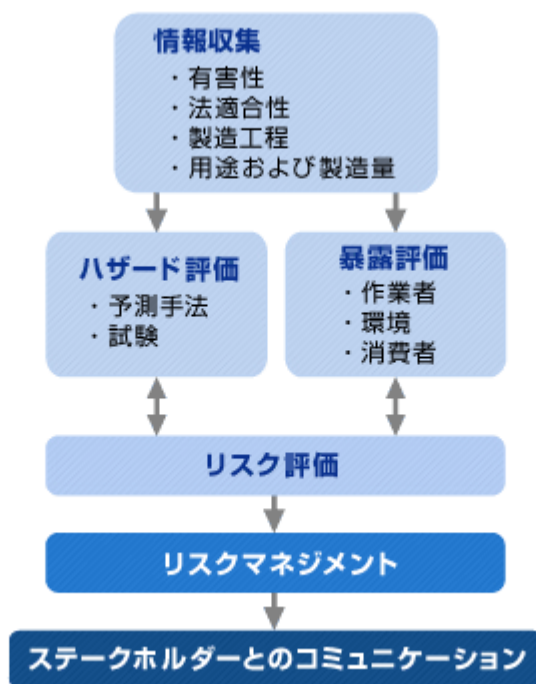 情報収集
・有害性
・法適合性
・製造工程
・用途および製造量
ハザード評価
・予測手法
・試験
暴露評価
・作業者
・環境
・消費者
リスク評価
リスクマネジメント
ステークホルダーとのコミュニケーション